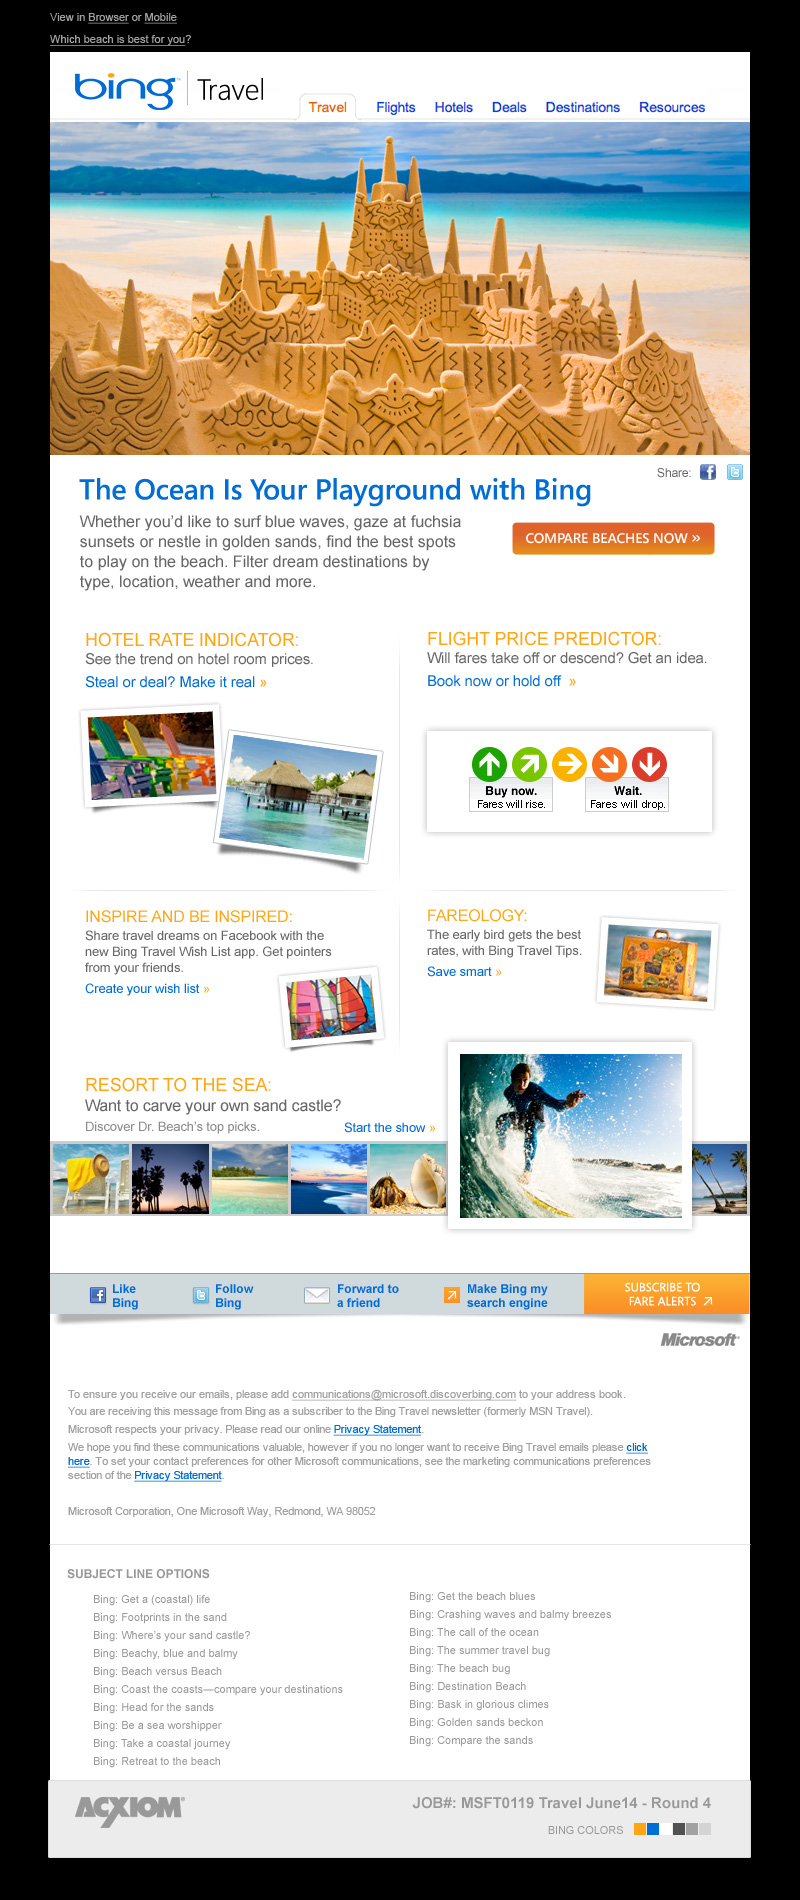 View in Browser or Mobile
Which beach is best for you?
bing™ | Travel
Travel Flights Hotels Deals Destinations Resources
Share:
The Ocean Is Your Playground with Bing
Whether you'd like to surf blue waves, gaze at fuchsia
sunsets or nestle in golden sands, find the best spots
to play on the beach. Filter dream destinations by
type, location, weather and more.
COMPARE BEACHES NOW »
HOTEL RATE INDICATOR:
See the trend on hotel room prices.
Steal or deal? Make it real »
FLIGHT PRICE PREDICTOR:
Will fares take off or descend? Get an idea.
Book now or hold off »
Buy now.
Fares will rise.
Wait.
Fares will drop.
INSPIRE AND BE INSPIRED:
Share travel dreams on Facebook with the
new Bing Travel Wish List app. Get pointers
from your friends.
Create your wish list »
FAREOLOGY:
The early bird gets the best
rates, with Bing Travel Tips.
Save smart »
RESORT TO THE SEA:
Want to carve your own sand castle?
Discover Dr. Beach's top picks.
Start the show »
Like
Bing
Follow
Bing
Forward to
a friend
Make Bing my
search engine
SUBSCRIBE TO
FARE ALERTS
Microsoft
To ensure you receive our emails, please add communications@microsoft.discoverbing.com to your address book.
You are receiving this message from Bing as a subscriber to the Bing Travel newsletter (formerly MSN Travel).
Microsoft respects your privacy. Please read our online Privacy Statement.
We hope you find these communications valuable, however if you no longer want to receive Bing Travel emails please click
here. To set your contact preferences for other Microsoft communications, see the marketing communications preferences
section of the Privacy Statement.
Microsoft Corporation, One Microsoft Way, Redmond, WA 98052
SUBJECT LINE OPTIONS
Bing: Get a (coastal) life
Bing: Footprints in the sand
Bing: Where's your sand castle?
Bing: Beachy, blue and balmy
Bing: Beach versus Beach
Bing: Coast the coasts—compare your destinations
Bing: Head for the sands
Bing: Be a sea worshipper
Bing: Take a coastal journey
Bing: Retreat to the beach
Bing: Get the beach blues
Bing: Crashing waves and balmy breezes
Bing: The call of the ocean
Bing: The summer travel bug
Bing: The beach bug
Bing: Destination Beach
Bing: Bask in glorious climes
Bing: Golden sands beckon
Bing: Compare the sands
ACXIOM
JOB#: MSFT0119 Travel June14 - Round 4
BING COLORS